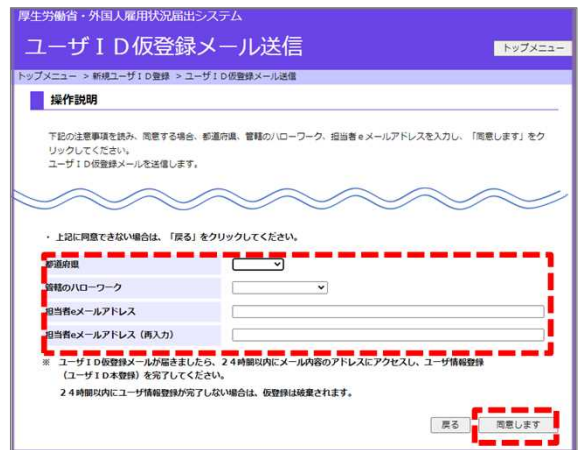 厚生労働省・外国人雇用状況届出システム
ユーザID仮登録メール送信
トップメニュー
トップメニュー > 新規ユーザID登録 > ユーザID仮登録メール送信
操作説明
下記の注意事項を読み、同意する場合、都道府県、管轄のハローワーク、担当者eメールアドレスを入力し、「同意します」をク
リックしてください。
ユーザID仮登録メールを送信します。
・ 上記に同意できない場合は、「戻る」をクリックしてください。
都道府県
管轄のハローワーク
担当者eメールアドレス
担当者eメールアドレス（再入力）
※ ユーザID仮登録メールが届きましたら、24時間以内にメール内容のアドレスにアクセスし、ユーザ情報登録
（ユーザID本登録）を完了してください。
24時間以内にユーザ情報登録が完了しない場合は、仮登録は破棄されます。
戻る
同意します